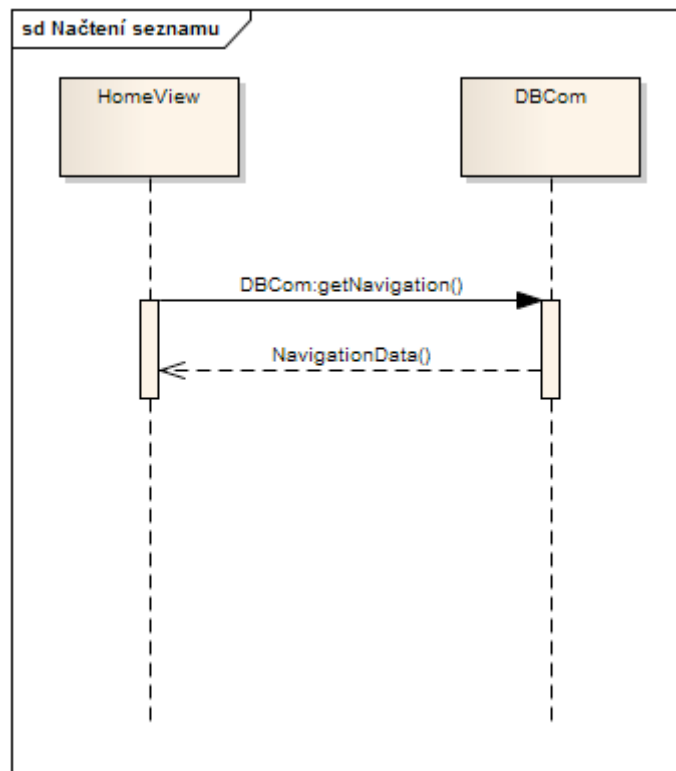 sd Načtení seznamu
HomeView
DBCom
DBCom:getNavigation()
NavigationData()